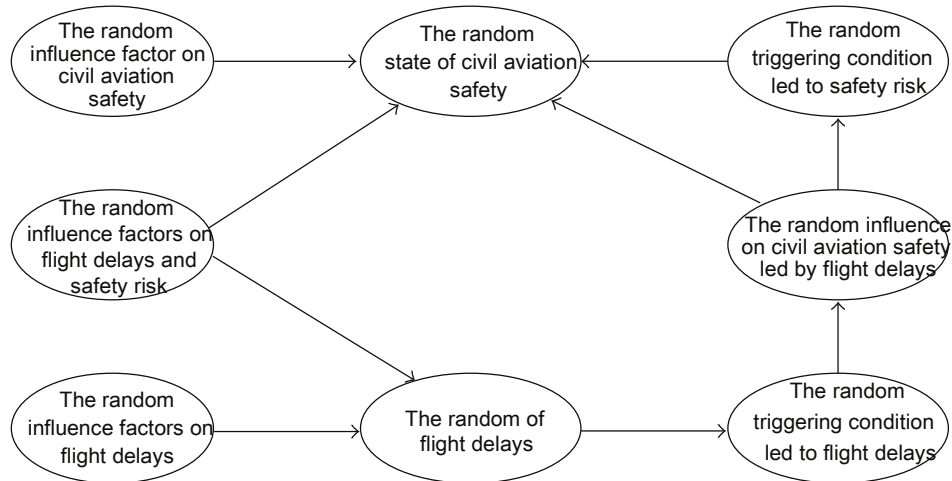 The random
influence factor on
civil aviation
safety
The random
state of civil aviation
safety
The random
triggering condition
led to safety risk
The random
influence factors on
flight delays and
safety risk
The random influence
on civil aviation safety
led by flight delays
The random
influence factors on
flight delays
The random of
flight delays
The random
triggering condition
led to flight delays